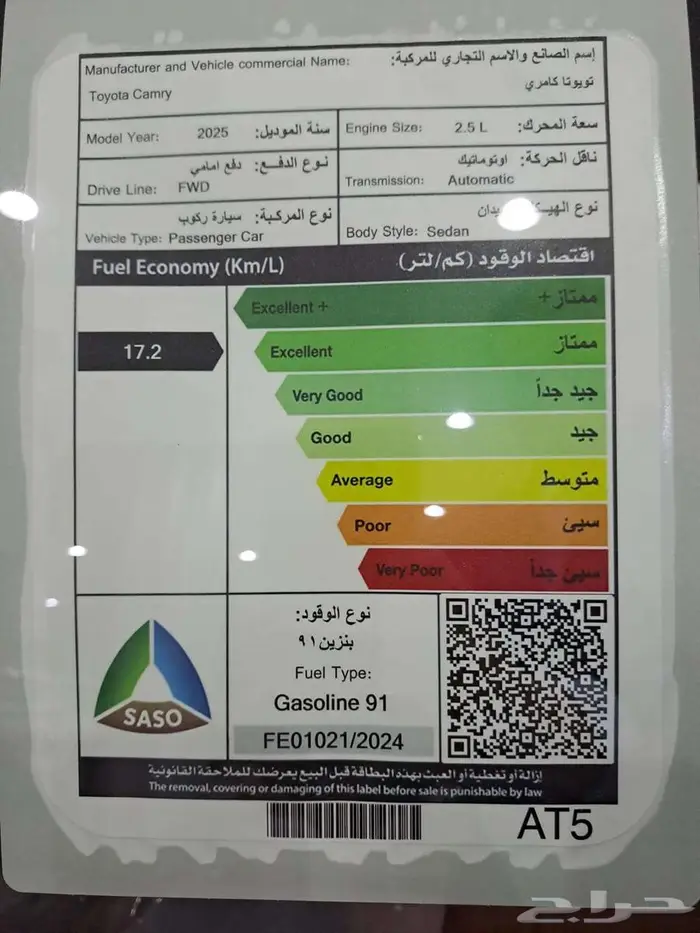 إسم الصانع والاسم التجاري للمركبة:
Manufacturer and Vehicle commercial Name:
تويوتا كامري
Toyota Camry
Model Year: 2025 سنة الموديل:
Engine Size: 2.5 L سعة المحرك:
نوع الدفع: دفع امامي
Drive Line: FWD
ناقل الحركة: اوتوماتيك
Transmission: Automatic
نوع المركبة: سيارة ركوب
Vehicle Type: Passenger Car
نوع
Body Style: Sedan
Fuel Economy (Km/L) اقتصاد الوقود (كم/لتر)
Excellent + ممتاز+
17.2
Excellent ممتاز
Very Good جيد جداً
Good جيد
Average متوسط
Poor سيئ
Very Poor سيئ جداً
SASO
نوع الوقود:
بنزين ٩١
Fuel Type:
Gasoline 91
FE01021/2024
إزالة أو تغطية أو العبث بهذه البطاقة قبل البيع يعرضك للملاحقة القانونية
The removal, covering or damaging of this label before sale is punishable by law
AT5
حراج